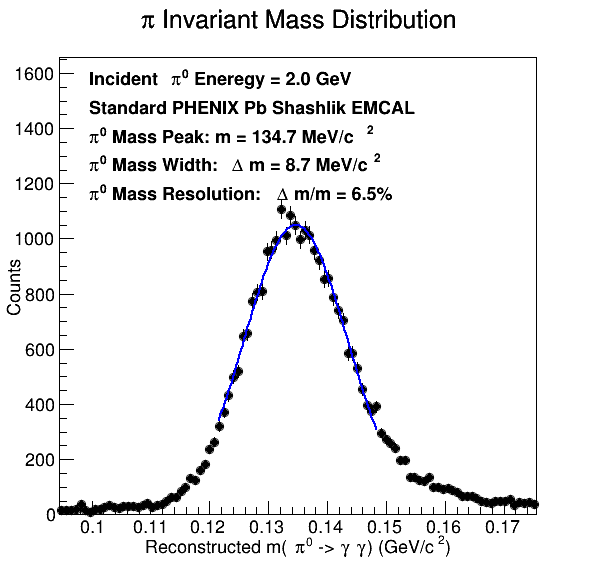 π Invariant Mass Distribution
Incident π⁰ Eneregy = 2.0 GeV
Standard PHENIX Pb Shashlik EMCAL
π⁰ Mass Peak: m = 134.7 MeV/c ²
π⁰ Mass Width: Δ m = 8.7 MeV/c ²
π⁰ Mass Resolution: Δ m/m = 6.5%
Counts
1600
1400
1200
1000
800
600
400
200
0
0.1 0.11 0.12 0.13 0.14 0.15 0.16 0.17
Reconstructed m( π⁰ -> γ γ) (GeV/c²)